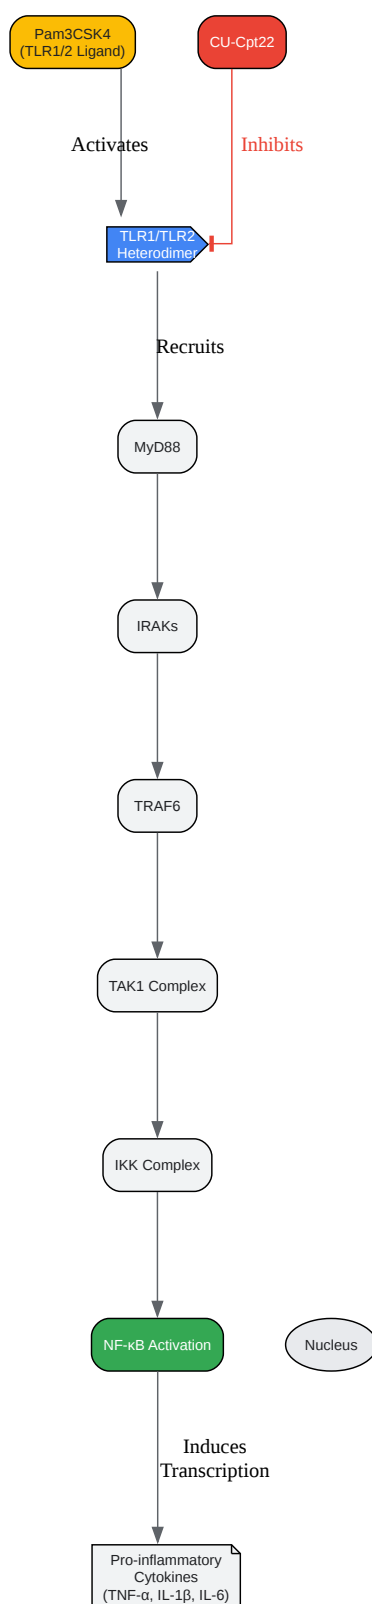 Pam3CSK4
(TLR1/2 Ligand)
CU-Cpt22
Activates
Inhibits
TLR1/TLR2
Heterodimer
Recruits
MyD88
IRAKs
TRAF6
TAK1 Complex
IKK Complex
NF-κB Activation
Nucleus
Induces
Transcription
Pro-inflammatory
Cytokines
(TNF-α, IL-1β, IL-6)